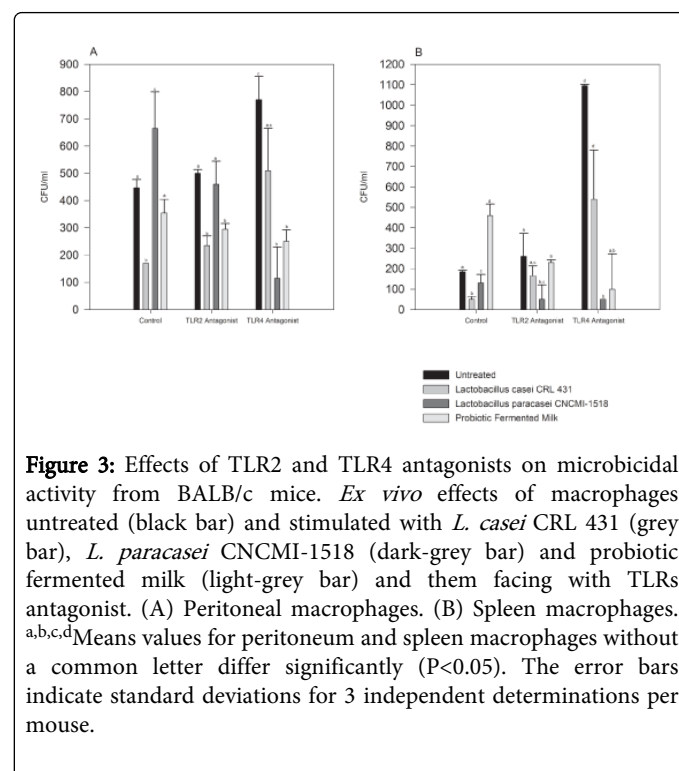 A
B
900
800
700
600
500
400
300
200
100
0
CFU/ml
Control
TLR2 Antagonist
TLR4 Antagonist
1200
1100
1000
900
800
700
600
500
400
300
200
100
0
CFU/ml
Control
TLR2 Antagonist
TLR4 Antagonist
Untreated
Lactobacillus casei CRL 431
Lactobacillus paracasei CNCMI-1518
Probiotic Fermented Milk
Figure 3: Effects of TLR2 and TLR4 antagonists on microbicidal
activity from BALB/c mice. Ex vivo effects of macrophages
untreated (black bar) and stimulated with L. casei CRL 431 (grey
bar), L. paracasei CNCMI-1518 (dark-grey bar) and probiotic
fermented milk (light-grey bar) and them facing with TLRs
antagonist. (A) Peritoneal macrophages. (B) Spleen macrophages.
a,b,c,dMeans values for peritoneum and spleen macrophages without
a common letter differ significantly (P<0.05). The error bars
indicate standard deviations for 3 independent determinations per
mouse.